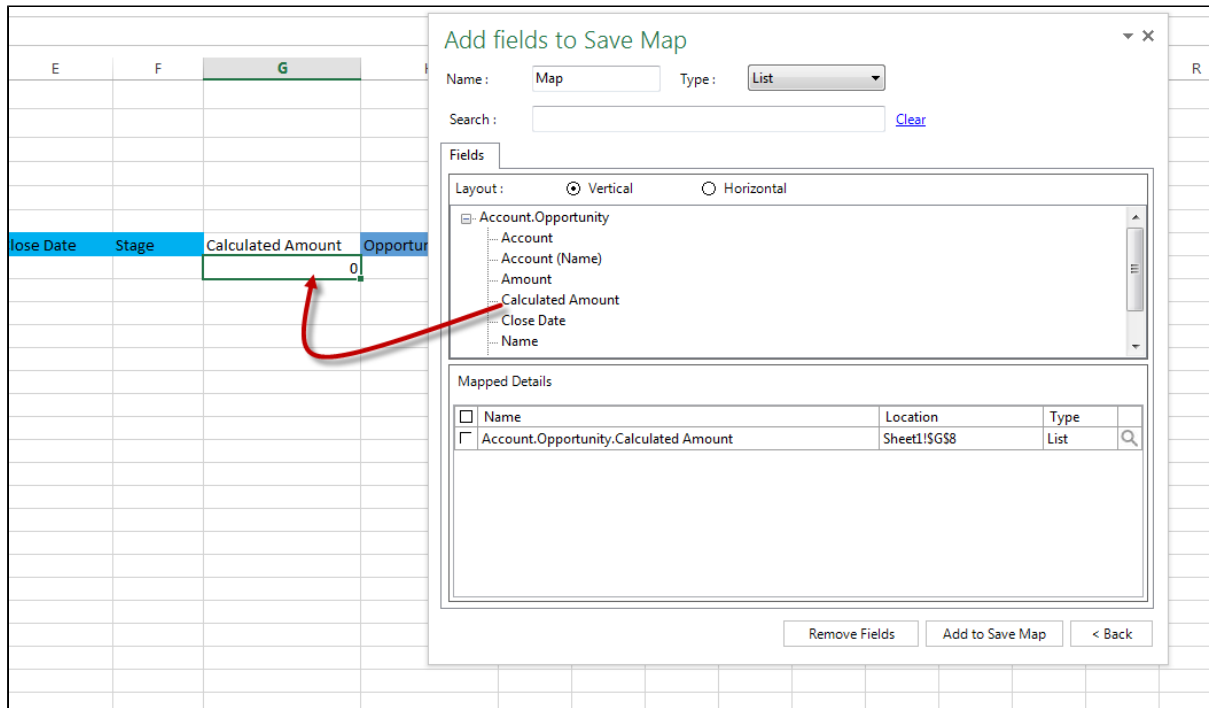 Add fields to Save Map
E F G R
Name : Map Type : List
Search : Clear
Fields
Layout : Vertical Horizontal
Account.Opportunity
Account
Account (Name)
Amount
Calculated Amount
Close Date
Name
lose Date Stage Calculated Amount Opportur
0
Mapped Details
Name Location Type
Account.Opportunity.Calculated Amount Sheet1!$G$8 List
Remove Fields Add to Save Map < Back